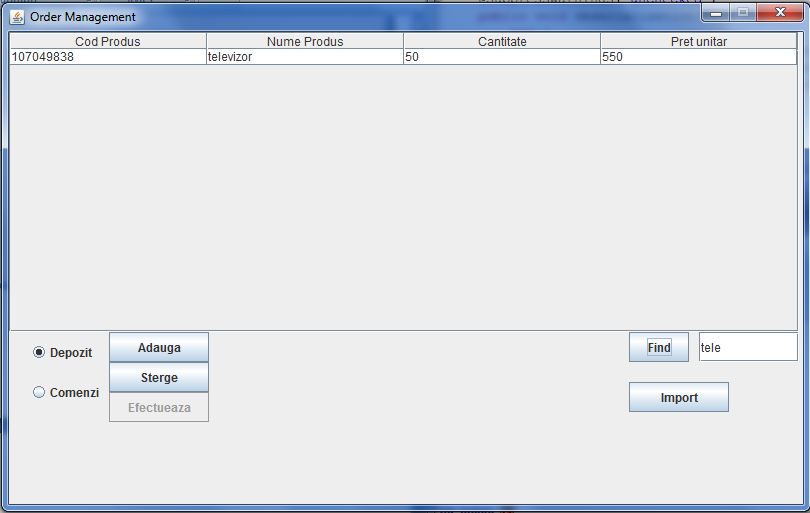 Order Management
Cod Produs Nume Produs Cantitate Pret unitar
107049838 televizor 50 550
Depozit Adauga Find tele
Sterge
Comenzi Import
Efectueaza